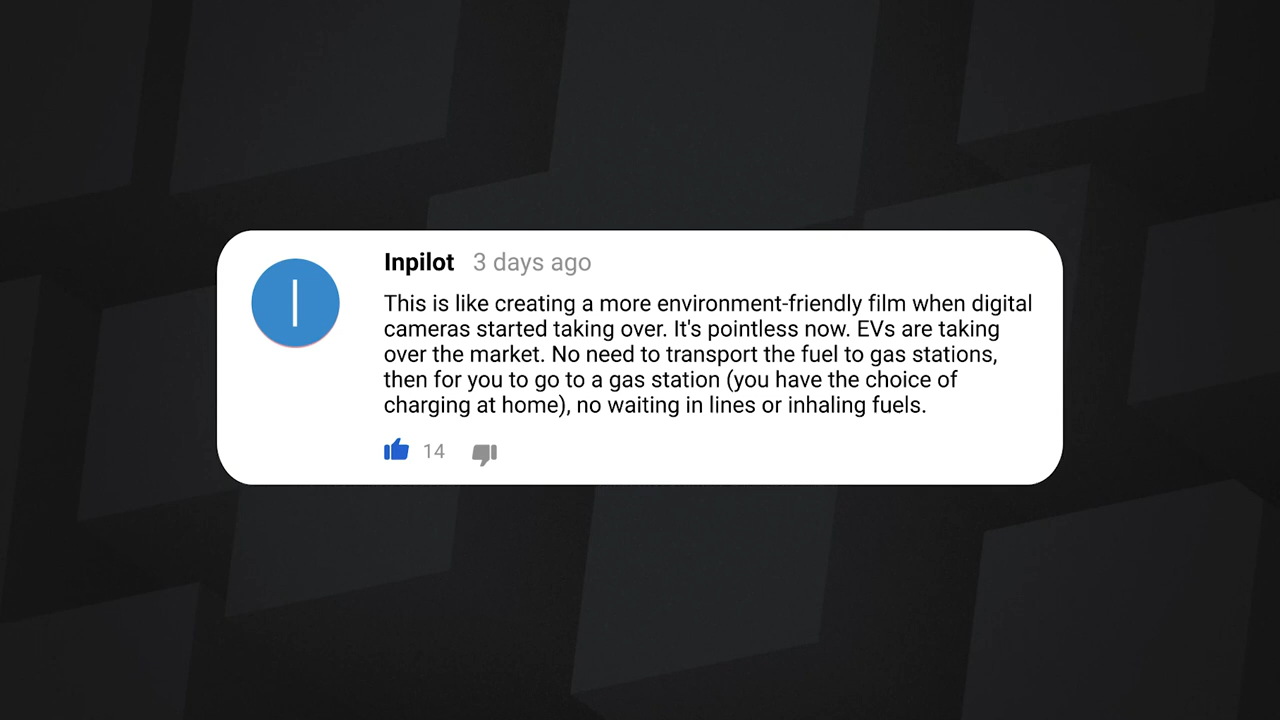 Inpilot 3 days ago
This is like creating a more environment-friendly film when digital
cameras started taking over. It's pointless now. EVs are taking
over the market. No need to transport the fuel to gas stations,
then for you to go to a gas station (you have the choice of
charging at home), no waiting in lines or inhaling fuels.
14